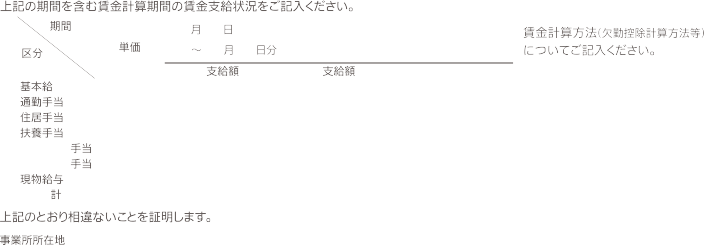 上記の期間を含む賃金計算期間の賃金支給状況をご記入ください。
期間
区分
単価
月 日
～ 月 日分
支給額 支給額
賃金計算方法(欠勤控除計算方法等)
についてご記入ください。
基本給
通勤手当
住居手当
扶養手当
手当
手当
現物給与
計
上記のとおり相違ないことを証明します。
事業所所在地